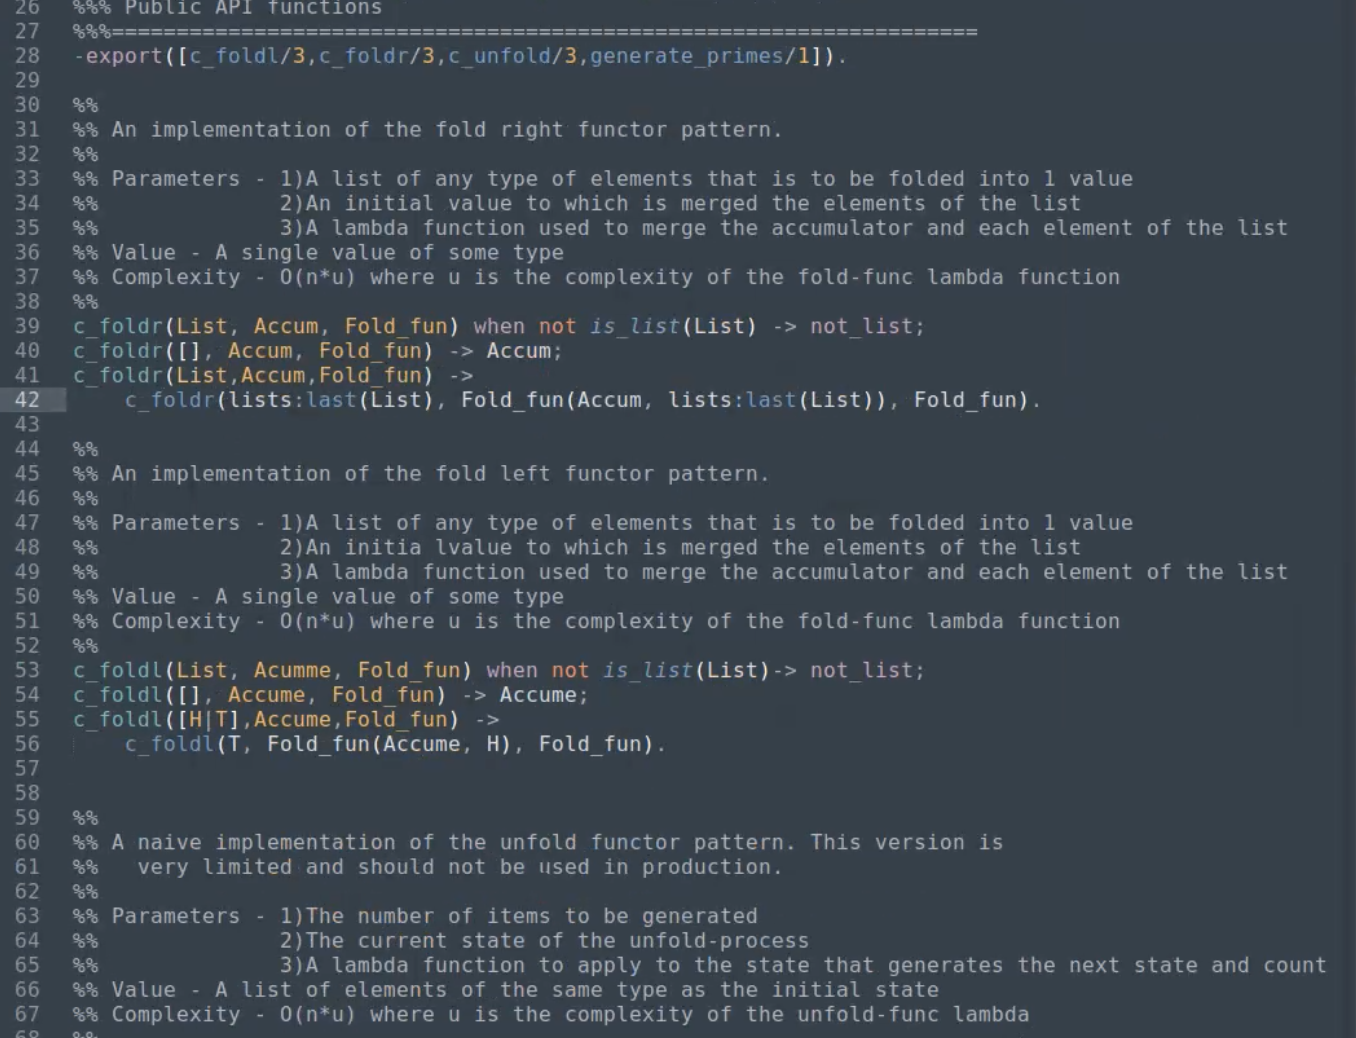 26 %%% Public API functions
27 %%%===================================================================
28 -export([c_foldl/3,c_foldr/3,c_unfold/3,generate_primes/1]).
29
30 %%
31 %% An implementation of the fold right functor pattern.
32 %%
33 %% Parameters - 1)A list of any type of elements that is to be folded into 1 value
34 %%              2)An initial value to which is merged the elements of the list
35 %%              3)A lambda function used to merge the accumulator and each element of the list
36 %% Value - A single value of some type
37 %% Complexity - O(n*u) where u is the complexity of the fold-func lambda function
38 %%
39 c_foldr(List, Accum, Fold_fun) when not is_list(List) -> not_list;
40 c_foldr([], Accum, Fold_fun) -> Accum;
41 c_foldr(List,Accum,Fold_fun) ->
42     c_foldr(lists:last(List), Fold_fun(Accum, lists:last(List)), Fold_fun).
43
44 %%
45 %% An implementation of the fold left functor pattern.
46 %%
47 %% Parameters - 1)A list of any type of elements that is to be folded into 1 value
48 %%              2)An initia lvalue to which is merged the elements of the list
49 %%              3)A lambda function used to merge the accumulator and each element of the list
50 %% Value - A single value of some type
51 %% Complexity - O(n*u) where u is the complexity of the fold-func lambda function
52 %%
53 c_foldl(List, Acumme, Fold_fun) when not is_list(List)-> not_list;
54 c_foldl([], Accume, Fold_fun) -> Accume;
55 c_foldl([H|T],Accume,Fold_fun) ->
56     c_foldl(T, Fold_fun(Accume, H), Fold_fun).
57
58
59 %%
60 %% A naive implementation of the unfold functor pattern. This version is
61 %%   very limited and should not be used in production.
62 %%
63 %% Parameters - 1)The number of items to be generated
64 %%              2)The current state of the unfold-process
65 %%              3)A lambda function to apply to the state that generates the next state and count
66 %% Value - A list of elements of the same type as the initial state
67 %% Complexity - O(n*u) where u is the complexity of the unfold-func lambda
68 %%